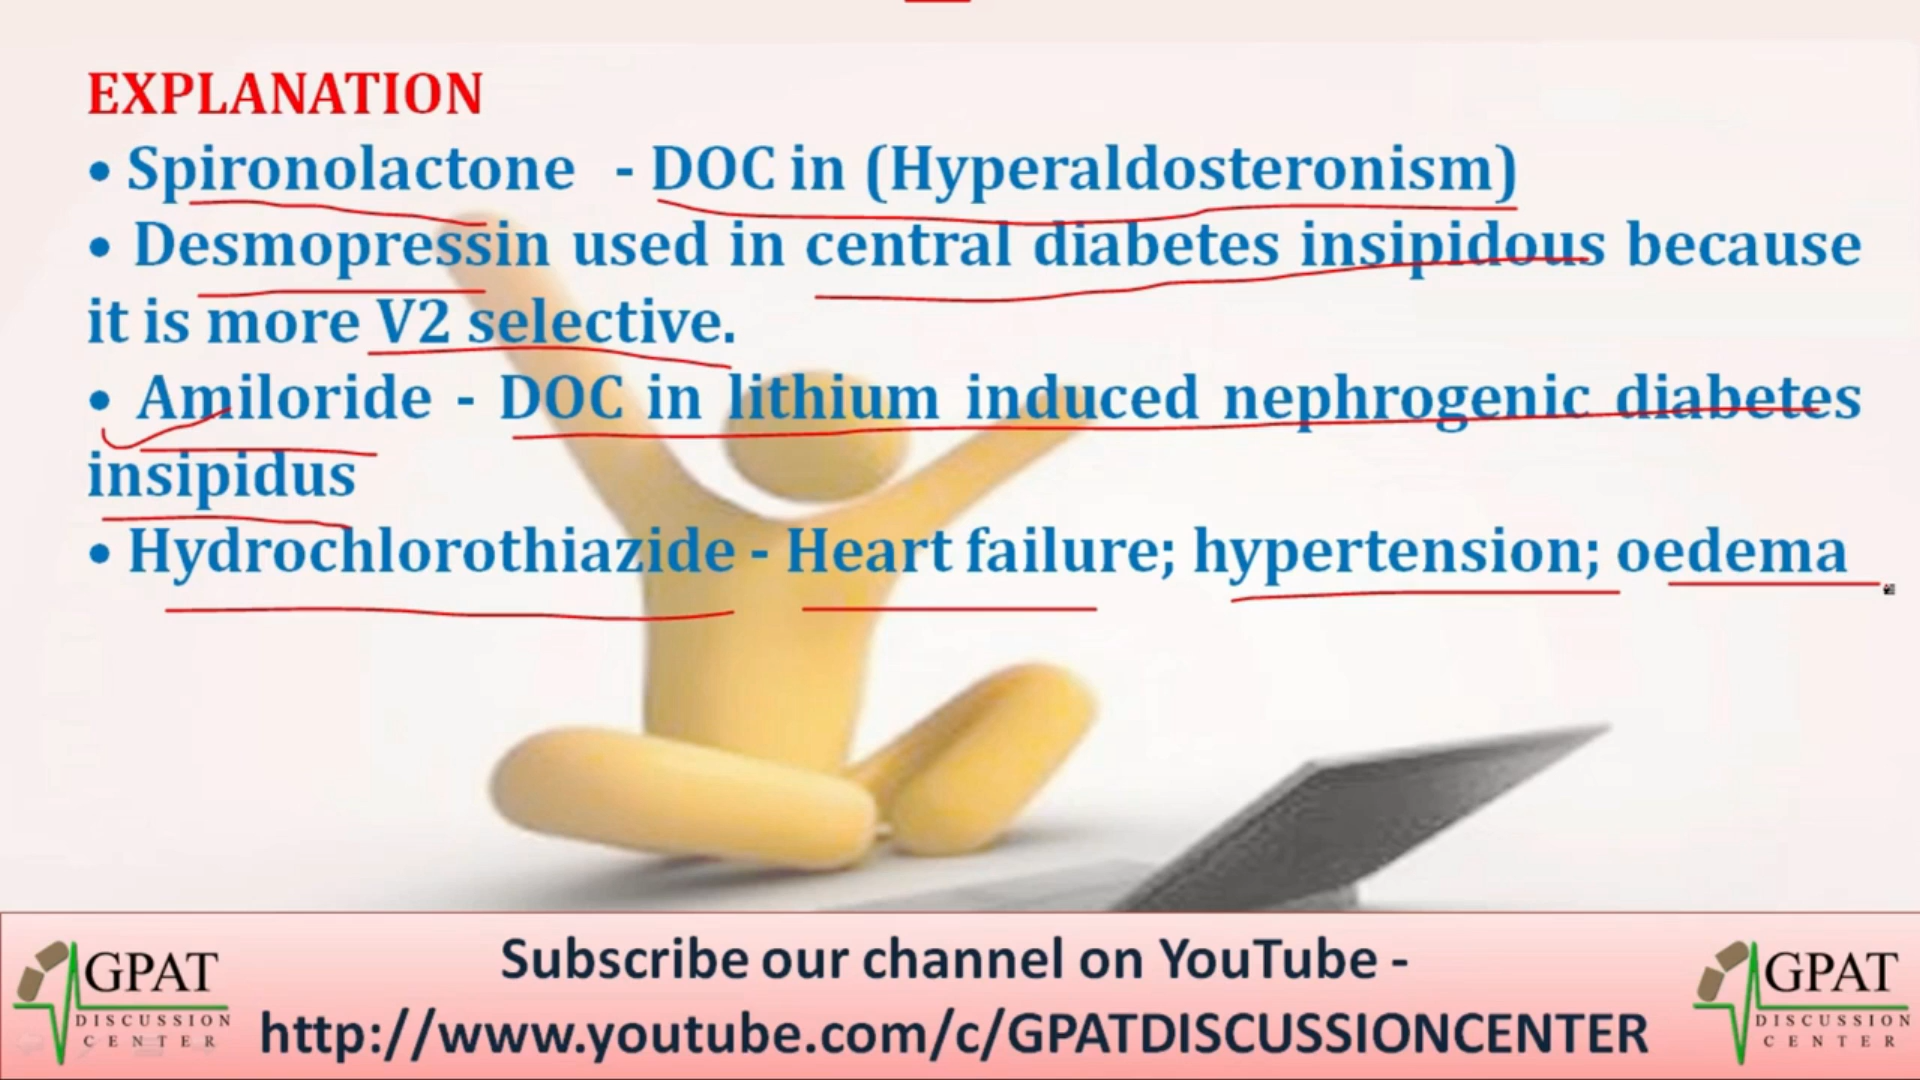 EXPLANATION
• Spironolactone - DOC in (Hyperaldosteronism)
• Desmopressin used in central diabetes insipidous because
it is more V2 selective.
• Amiloride - DOC in lithium induced nephrogenic diabetes
insipidus
• Hydrochlorothiazide - Heart failure; hypertension; oedema
GPAT
DISCUSSION
CENTER
Subscribe our channel on YouTube -
http://www.youtube.com/c/GPATDISCUSSIONCENTER
GPAT
DISCUSSION
CENTER